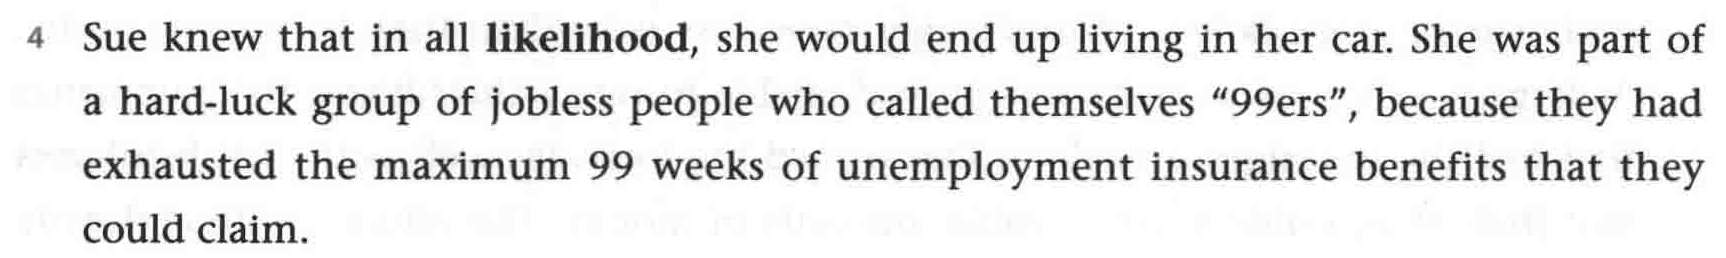 4 Sue knew that in all likelihood, she would end up living in her car. She was part of
a hard-luck group of jobless people who called themselves “99ers”, because they had
exhausted the maximum 99 weeks of unemployment insurance benefits that they
could claim.